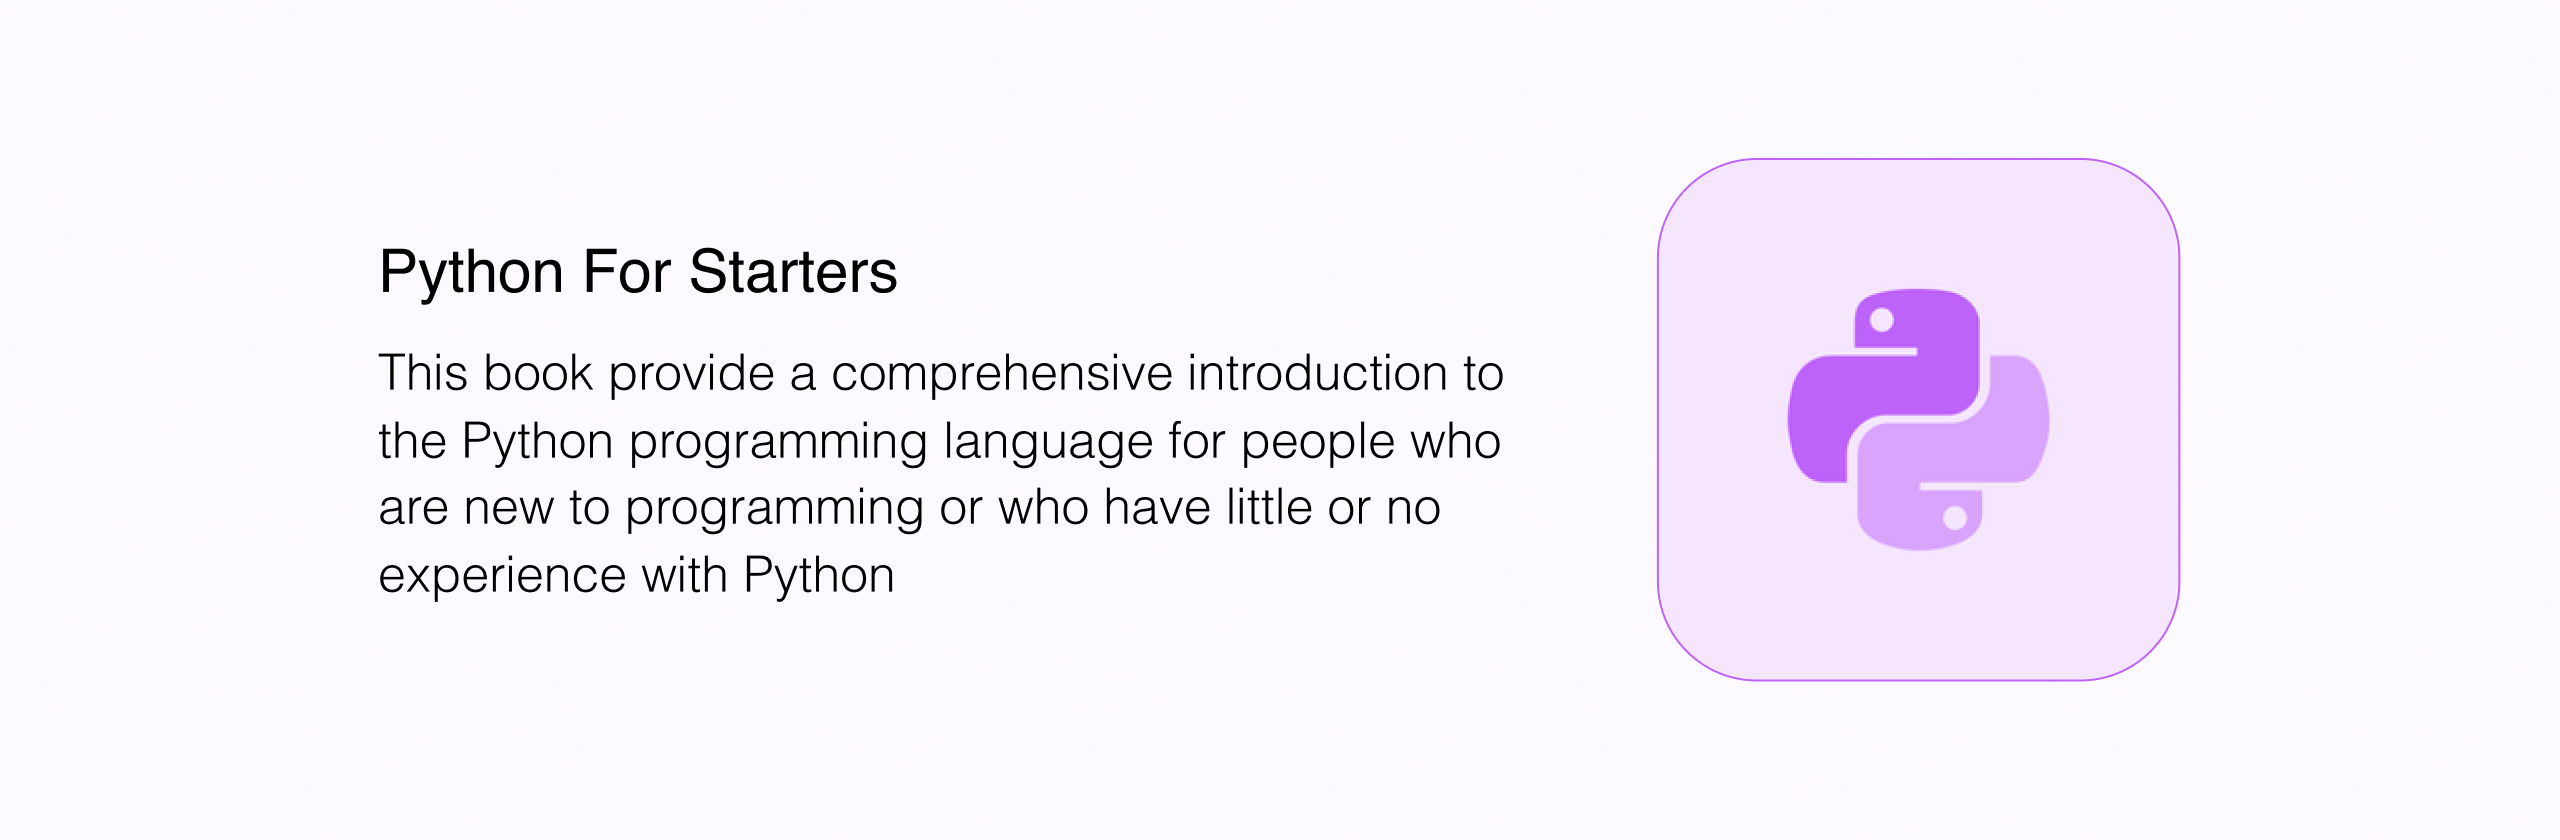 Python For Starters
This book provide a comprehensive introduction to
the Python programming language for people who
are new to programming or who have little or no
experience with Python